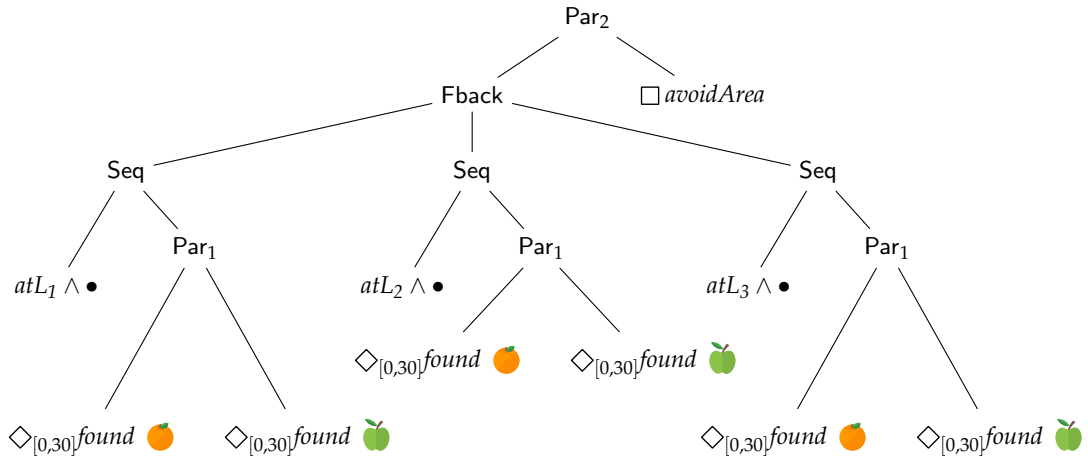 Par₂
Fback □ avoidArea
Seq Seq Seq
Par₁ Par₁ Par₁
atL₁ ∧ • atL₂ ∧ • atL₃ ∧ •
◇[0,30] found ◇[0,30] found
◇[0,30] found ◇[0,30] found ◇[0,30] found ◇[0,30] found